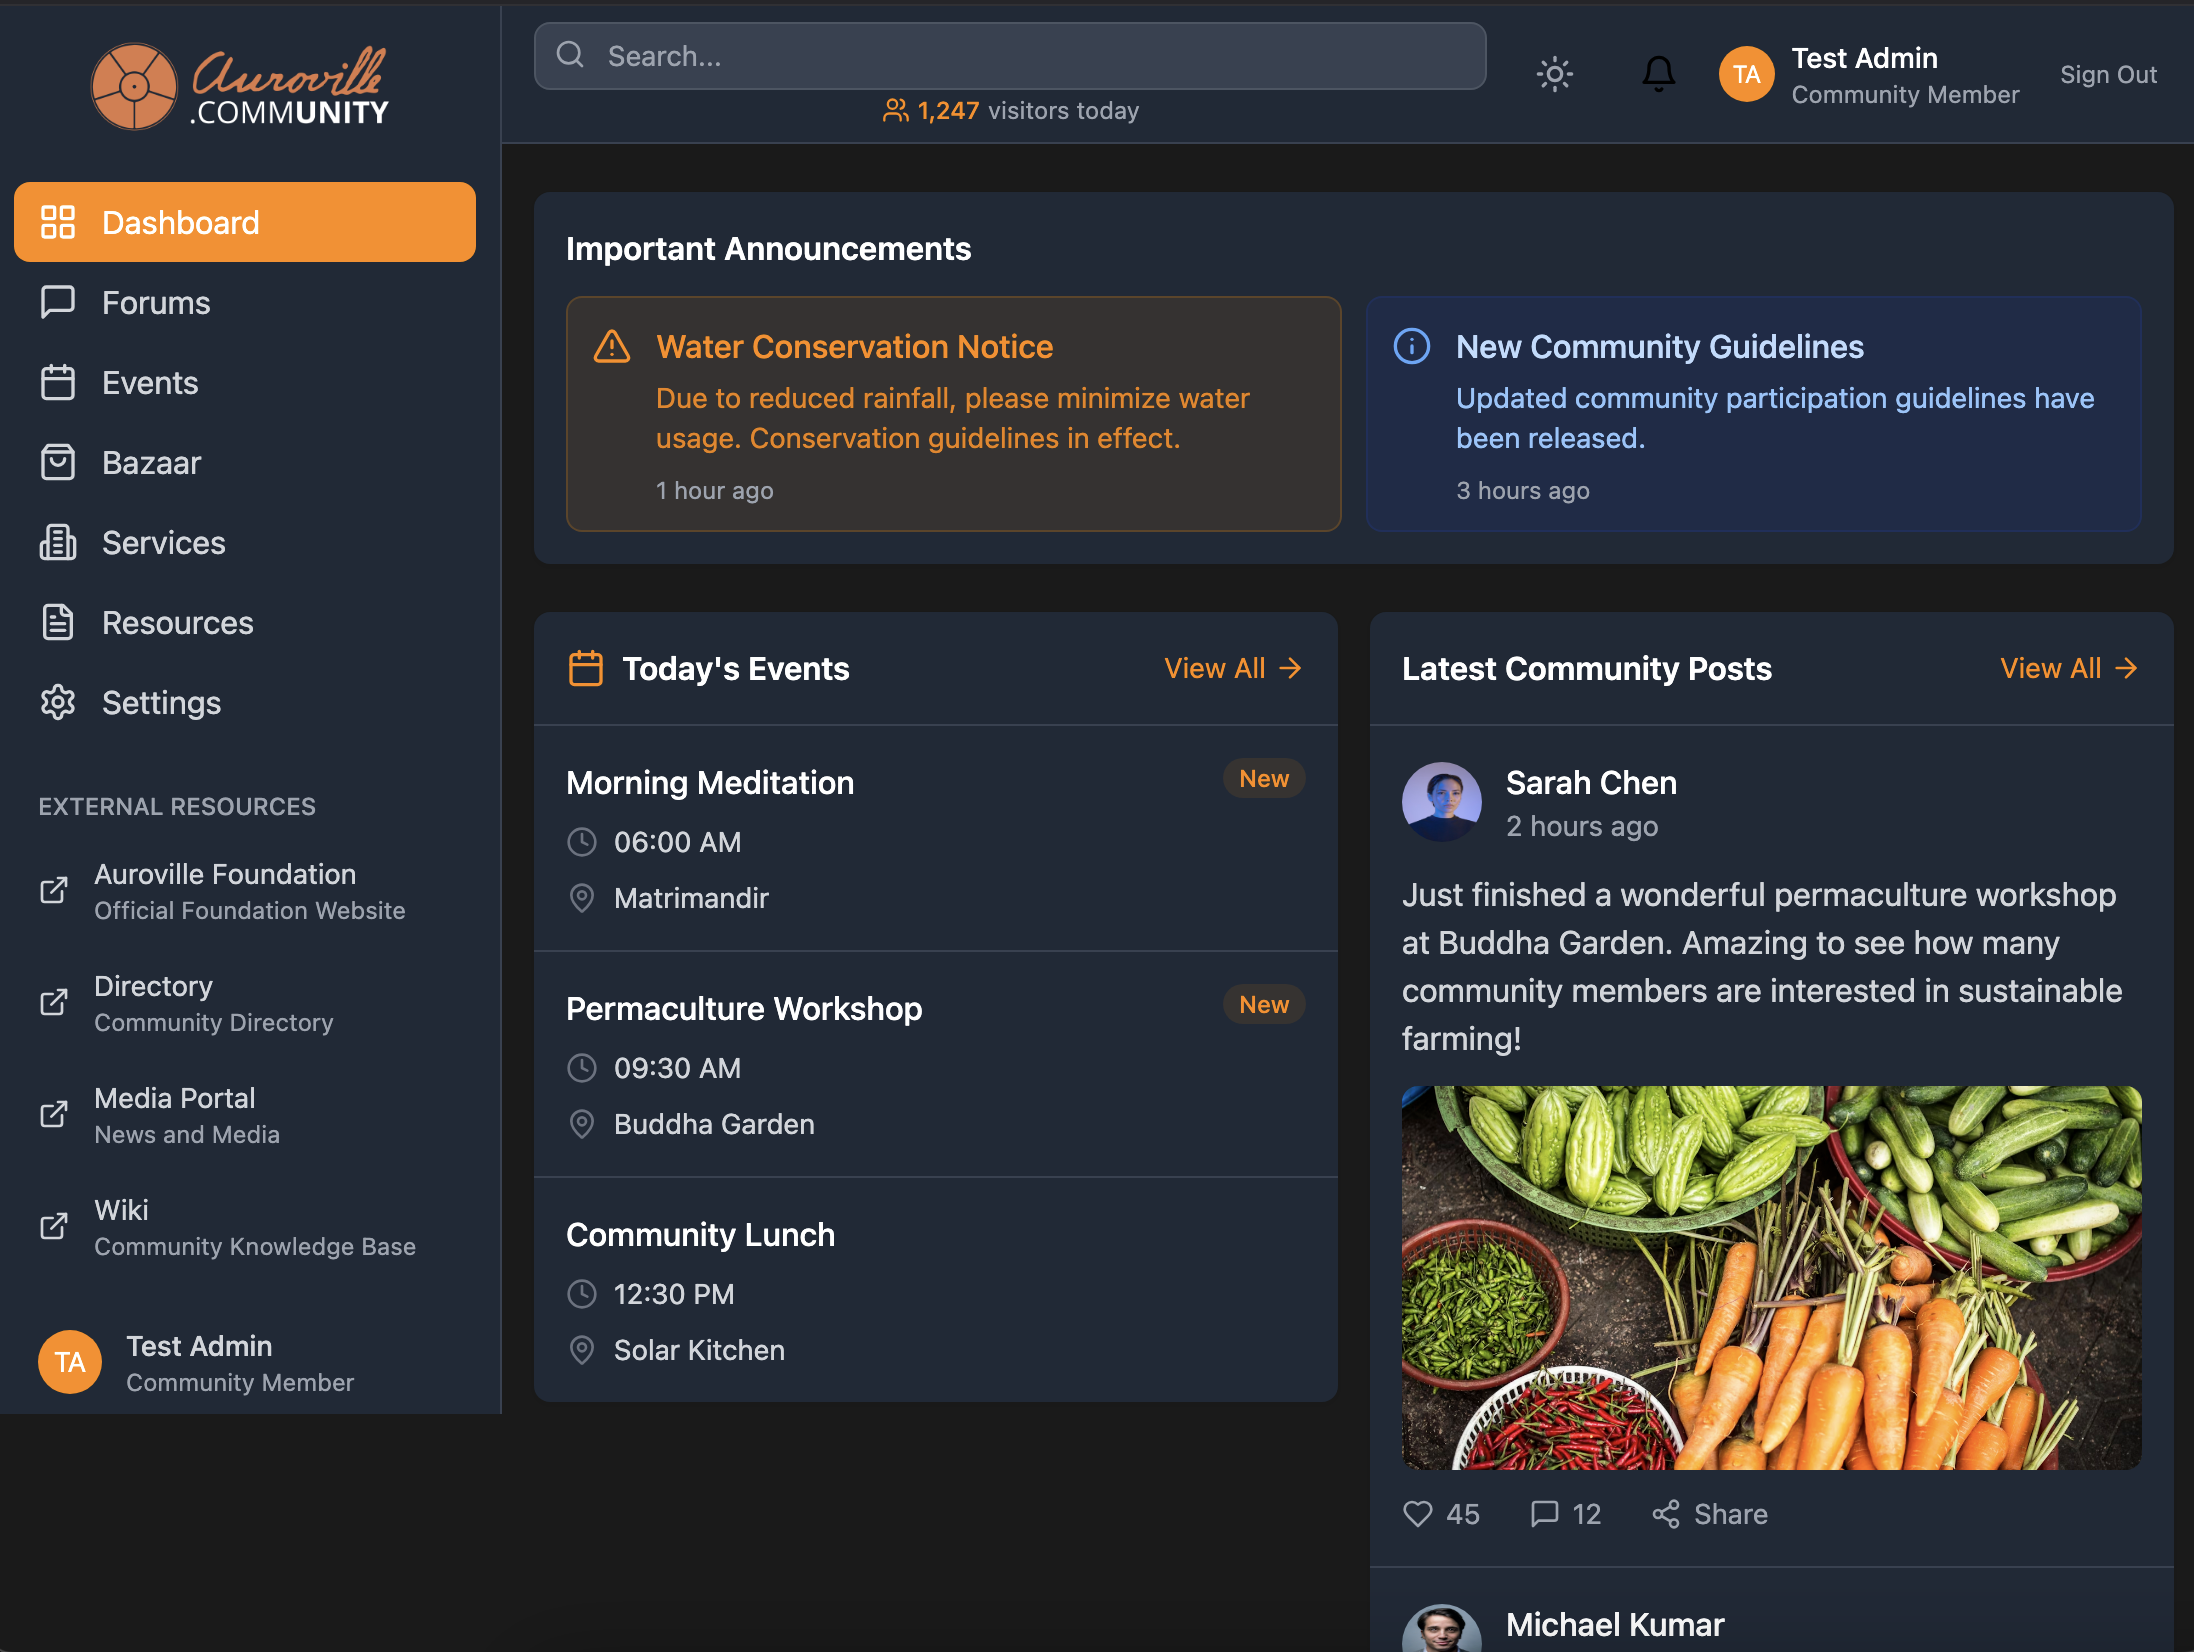 Auroville
.COMMUNITY
Dashboard
Forums
Events
Bazaar
Services
Resources
Settings
EXTERNAL RESOURCES
Auroville Foundation
Official Foundation Website
Directory
Community Directory
Media Portal
News and Media
Wiki
Community Knowledge Base
TA
Test Admin
Community Member
Search...
1,247 visitors today
TA
Test Admin
Community Member
Sign Out
Important Announcements
Water Conservation Notice
Due to reduced rainfall, please minimize water
usage. Conservation guidelines in effect.
1 hour ago
New Community Guidelines
Updated community participation guidelines have
been released.
3 hours ago
Today's Events
View All
Morning Meditation
New
06:00 AM
Matrimandir
Permaculture Workshop
New
09:30 AM
Buddha Garden
Community Lunch
12:30 PM
Solar Kitchen
Latest Community Posts
View All
Sarah Chen
2 hours ago
Just finished a wonderful permaculture workshop
at Buddha Garden. Amazing to see how many
community members are interested in sustainable
farming!
45
12
Share
Michael Kumar